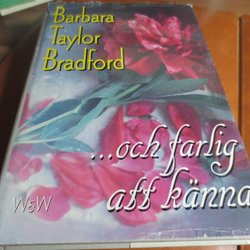 Barbara
Taylor
Bradford
...och farlig
att känna
W&W